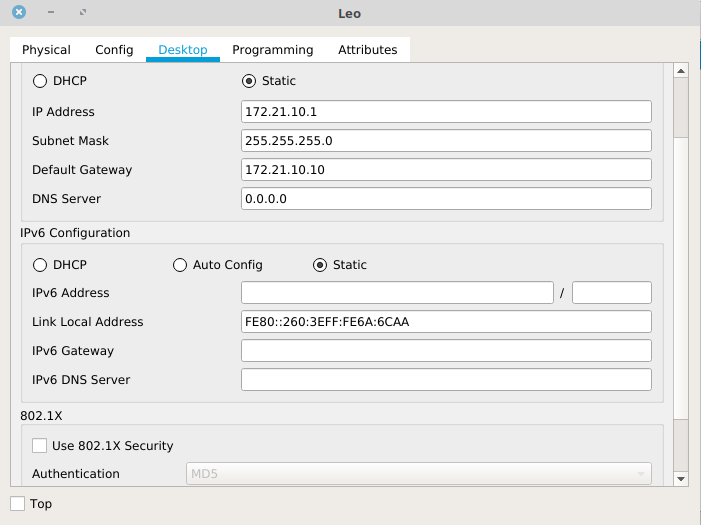 Leo
Physical Config Desktop Programming Attributes
DHCP Static
IP Address 172.21.10.1
Subnet Mask 255.255.255.0
Default Gateway 172.21.10.10
DNS Server 0.0.0.0
IPv6 Configuration
DHCP Auto Config Static
IPv6 Address /
Link Local Address FE80::260:3EFF:FE6A:6CAA
IPv6 Gateway
IPv6 DNS Server
802.1X
Use 802.1X Security
Authentication MD5
Top